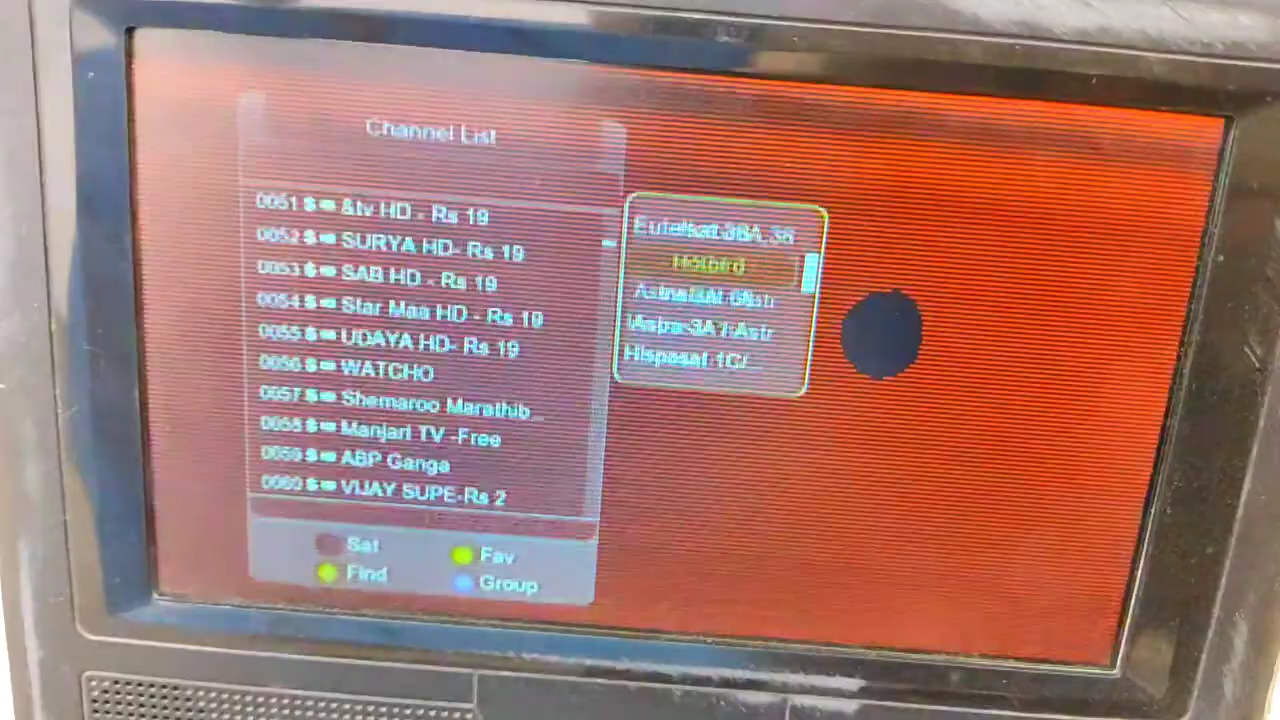 Channel List
0051 $ &tv HD - Rs 19
0052 $ SURYA HD- Rs 19
0053 $ SAB HD - Rs 19
0054 $ Star Maa HD - Rs 19
0055 $ UDAYA HD- Rs 19
0056 $ WATCHO
0057 $ Shemaroo Marathib...
0058 $ Manjari TV -Free
0059 $ ABP Ganga
0060 $ VIJAY SUPE-Rs 2
Hotbird
Hispasat 1C/...
Sat
Fav
Find
Group